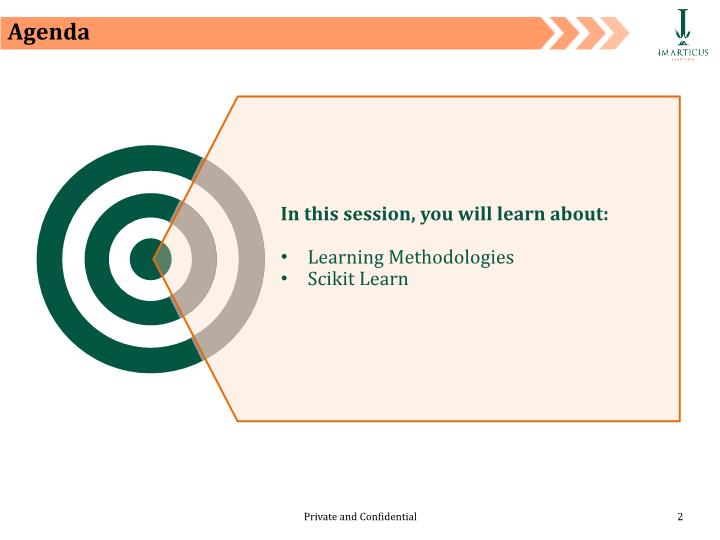 Agenda
IMARTICUS
LEARNING
In this session, you will learn about:
• Learning Methodologies
• Scikit Learn
Private and Confidential
2